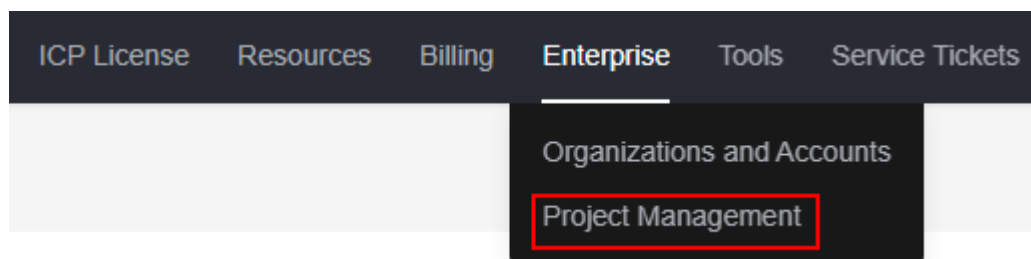 ICP License Resources Billing Enterprise Tools Service Tickets
Organizations and Accounts
Project Management